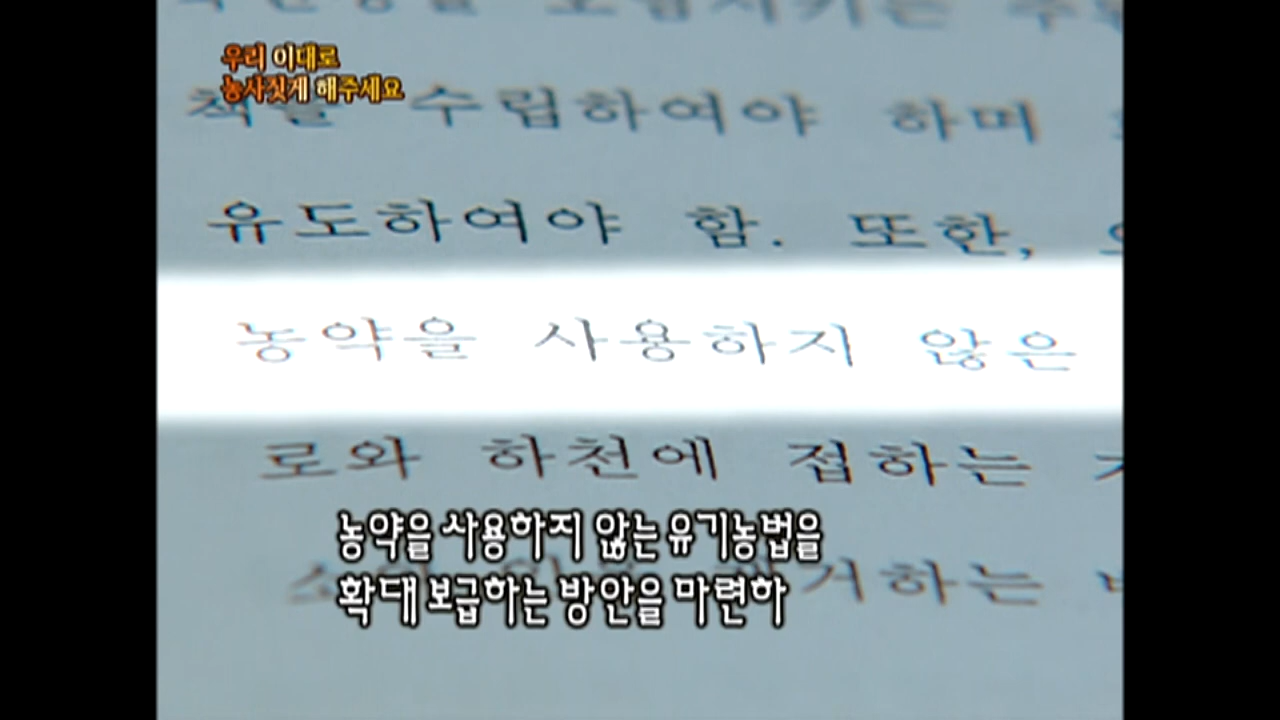 우리 이대로
농사짓게 해주세요
책을 수립하여야 하며
유도하여야 함. 또한,
농약을 사용하지 않은
로와 하천에 접하는
농약을 사용하지 않는 유기농법을
확대 보급하는 방안을 마련하
거하는